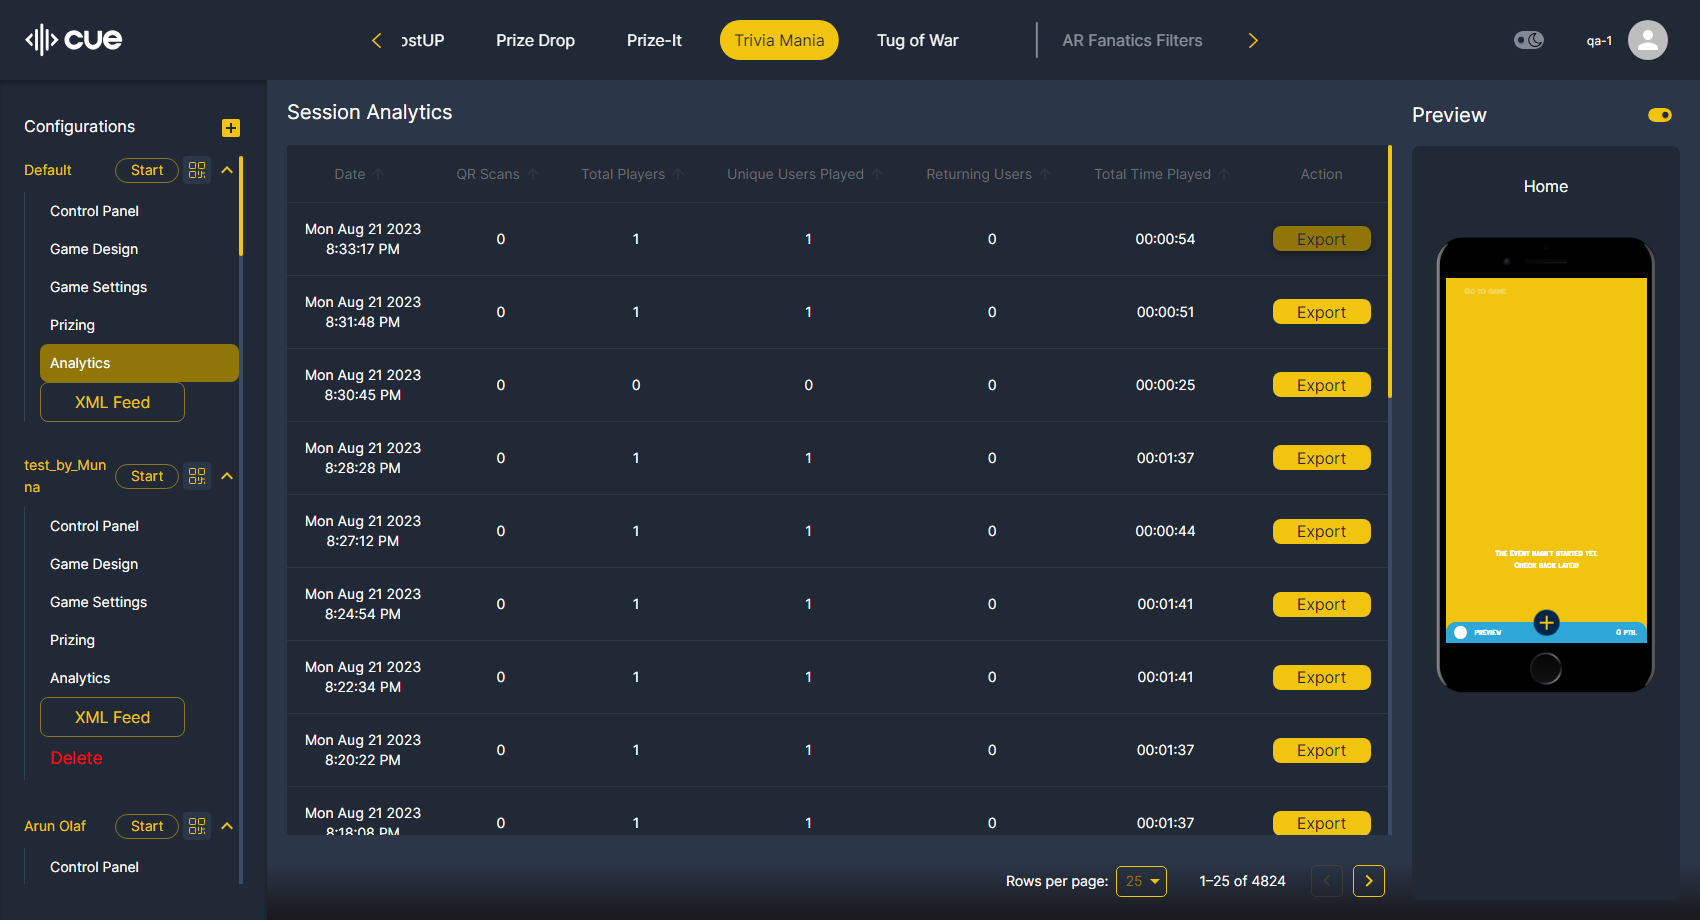 cue
ostUP
Prize Drop
Prize-It
Trivia Mania
Tug of War
AR Fanatics Filters
qa-1
Configurations
Default
Start
Control Panel
Game Design
Game Settings
Prizing
Analytics
XML Feed
test_by_Mun
na
Start
Control Panel
Game Design
Game Settings
Prizing
Analytics
XML Feed
Delete
Arun Olaf
Start
Control Panel
Session Analytics
Date QR Scans Total Players Unique Users Played Returning Users Total Time Played Action
Mon Aug 21 2023
8:33:17 PM 0 1 1 0 00:00:54 Export
Mon Aug 21 2023
8:31:48 PM 0 1 1 0 00:00:51 Export
Mon Aug 21 2023
8:30:45 PM 0 0 0 0 00:00:25 Export
Mon Aug 21 2023
8:28:28 PM 0 1 1 0 00:01:37 Export
Mon Aug 21 2023
8:27:12 PM 0 1 1 0 00:00:44 Export
Mon Aug 21 2023
8:24:54 PM 0 1 1 0 00:01:41 Export
Mon Aug 21 2023
8:22:34 PM 0 1 1 0 00:01:41 Export
Mon Aug 21 2023
8:20:22 PM 0 1 1 0 00:01:37 Export
Mon Aug 21 2023
8:18:08 PM 0 1 1 0 00:01:37 Export
Rows per page: 25 1–25 of 4824
Preview
Home
Go to game
The Event hasn't started yet.
Check back later!
Preview 0 pts.